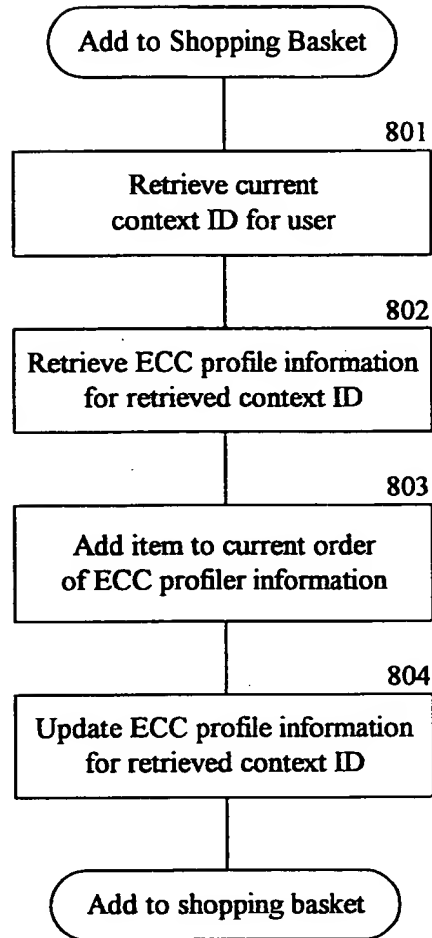 Add to Shopping Basket
801
Retrieve current
context ID for user
802
Retrieve ECC profile information
for retrieved context ID
803
Add item to current order
of ECC profiler information
804
Update ECC profile information
for retrieved context ID
Add to shopping basket